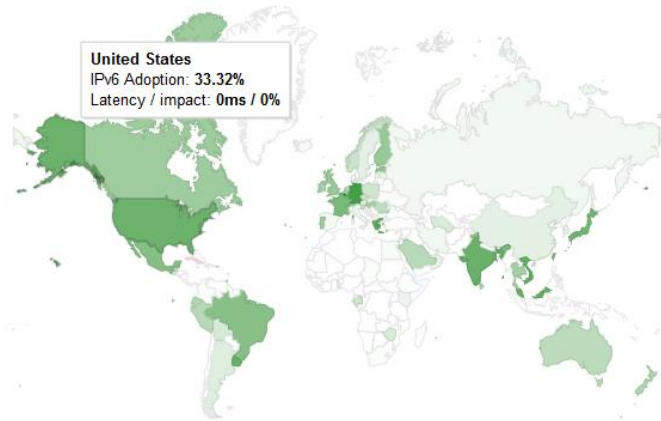 United States
IPv6 Adoption: 33.32%
Latency / impact: 0ms / 0%